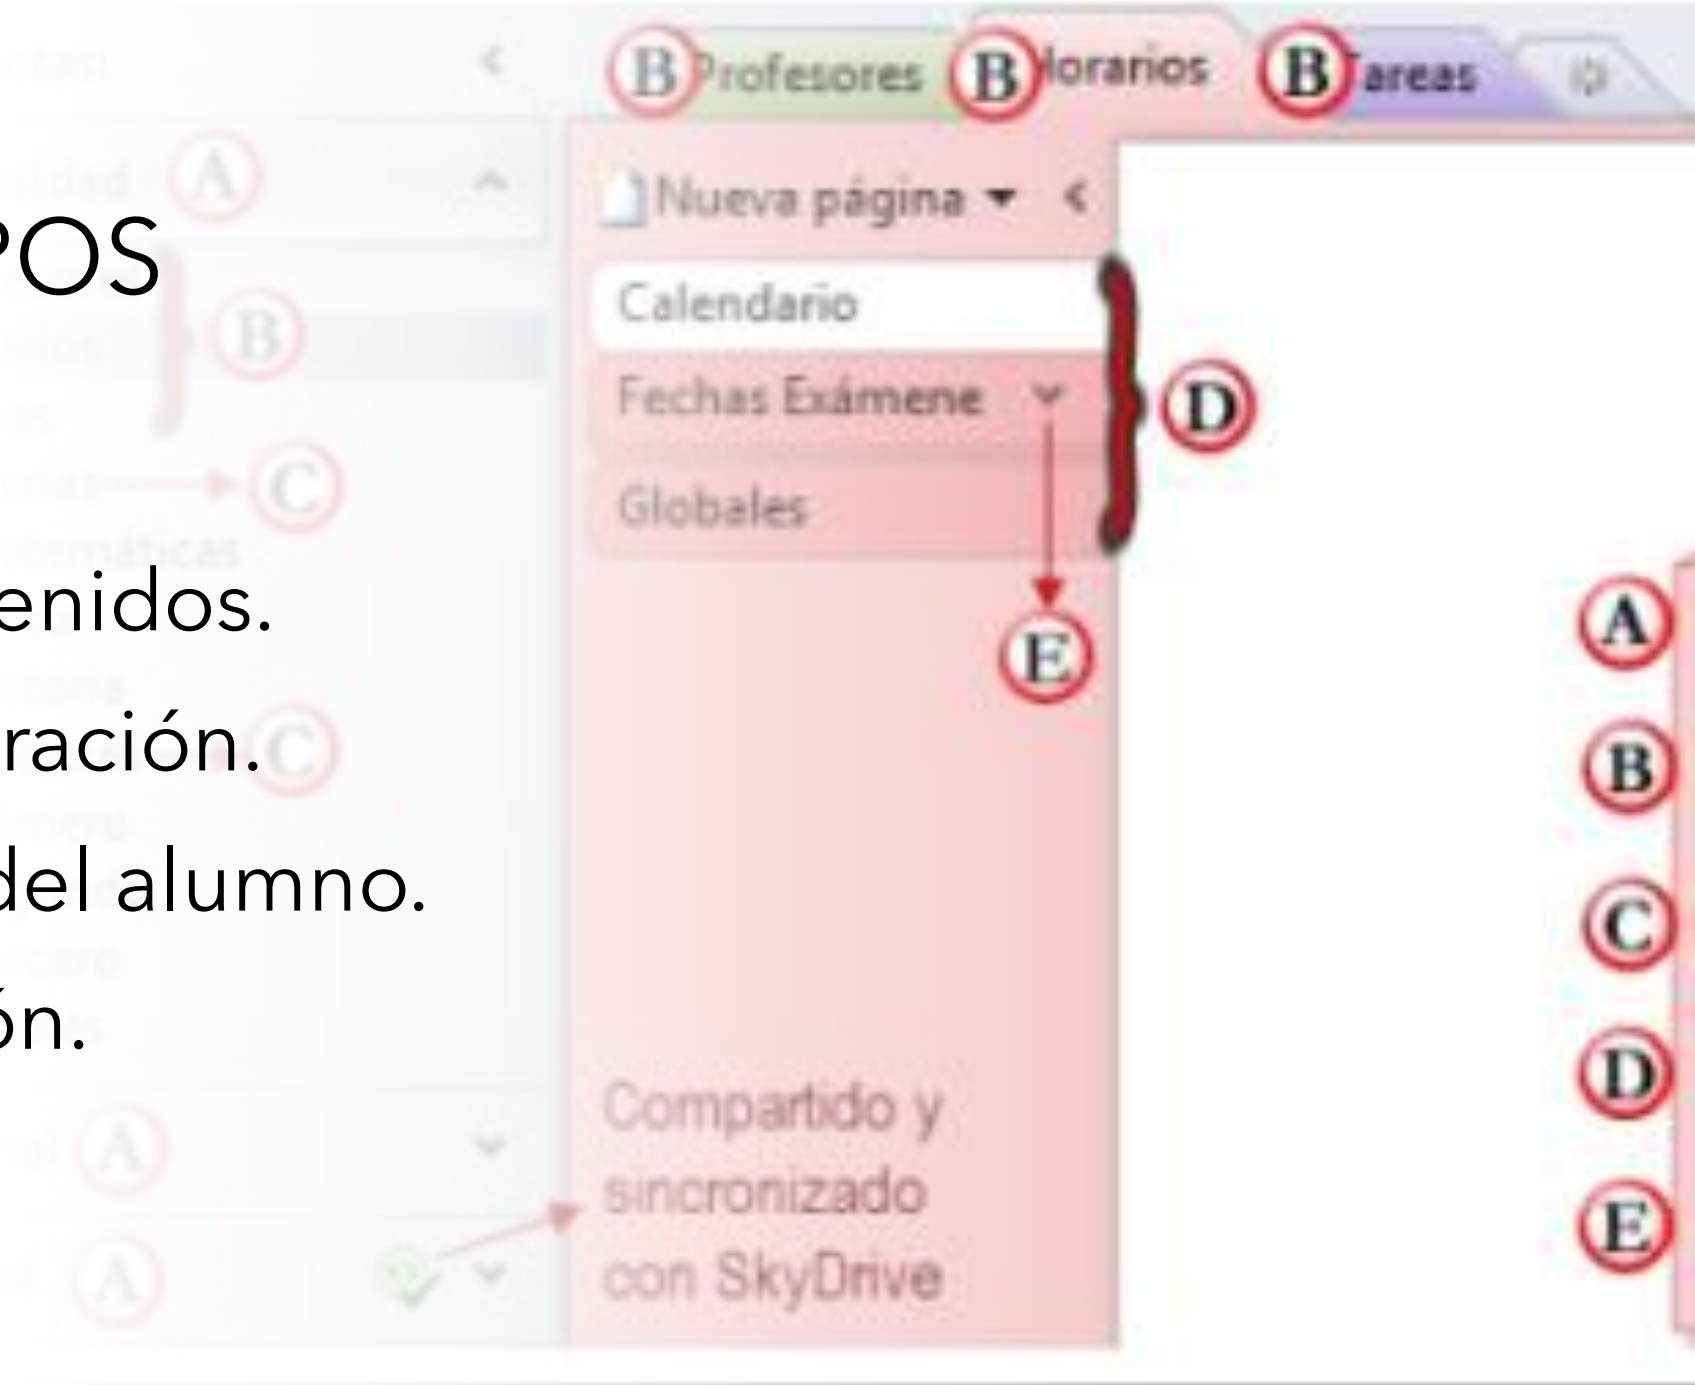 B Profesores B Horarios B Tareas
A
Nueva página
POS
Calendario
B
Fechas Exámene
D
C
Globales
temáticas
enidos.
A
E
ración.
C
B
del alumno.
C
ón.
D
Compartido y
A
sincronizado
E
con SkyDrive
A